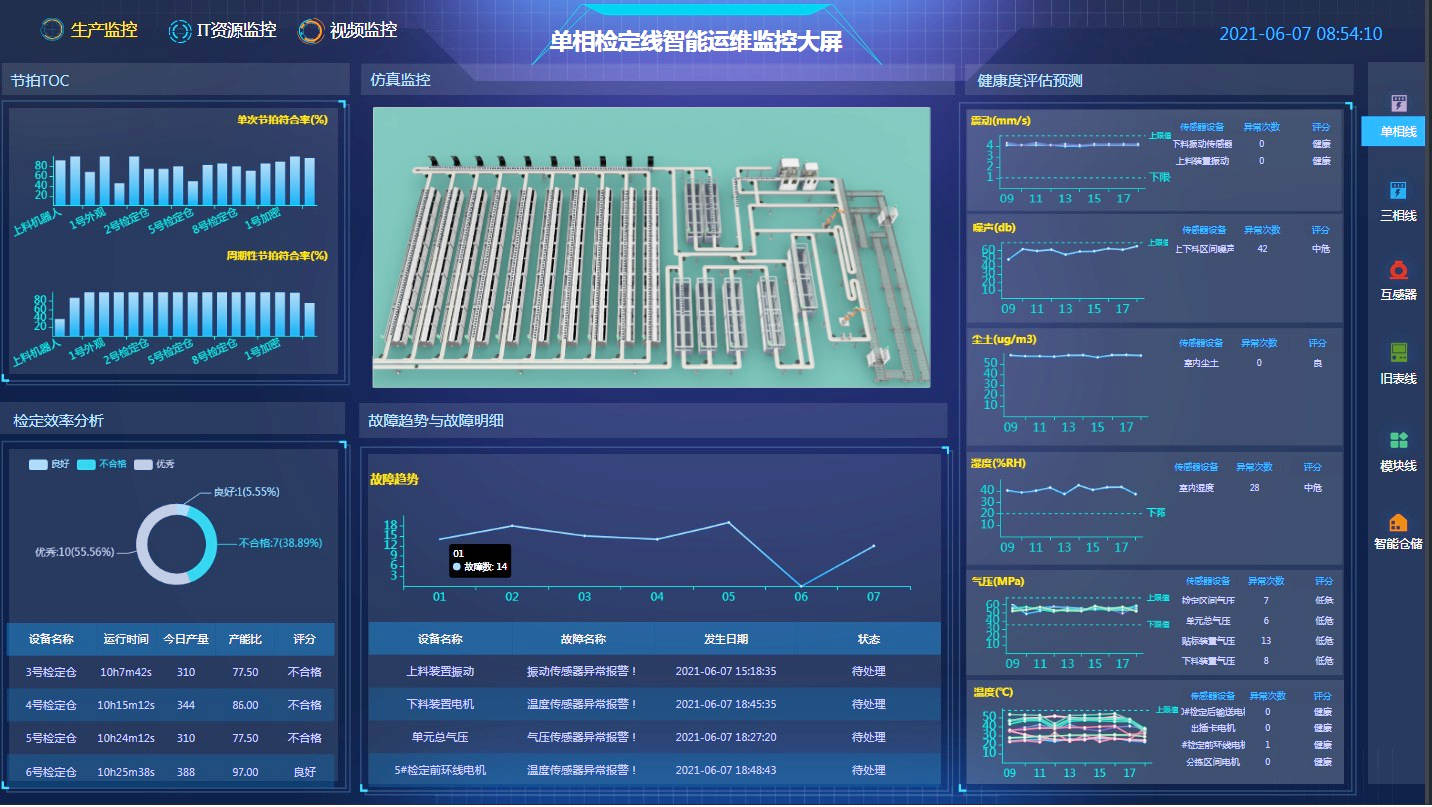 生产监控
IT资源监控
视频监控
单相检定线智能运维监控大屏
2021-06-07 08:54:10
节拍TOC
单次节拍符合率(%)
80
60
40
20
上料机器人 1号外观 2号检定仓 5号检定仓 8号检定仓 1号加密
周期性节拍符合率(%)
80
60
40
20
上料机器人 1号外观 2号检定仓 5号检定仓 8号检定仓 1号加密
检定效率分析
良好 不合格 优秀
良好:1(5.55%)
不合格:7(38.89%)
优秀:10(55.56%)
设备名称 运行时间 今日产量 产能比 评分
3号检定仓 10h7m42s 310 77.50 不合格
4号检定仓 10h15m12s 344 86.00 不合格
5号检定仓 10h24m12s 310 77.50 不合格
6号检定仓 10h25m38s 388 97.00 良好
仿真监控
故障趋势与故障明细
故障趋势
18
15
12
9
6
3
01
故障数: 14
01 02 03 04 05 06 07
设备名称 故障名称 发生日期 状态
上料装置振动 振动传感器异常报警！ 2021-06-07 15:18:35 待处理
下料装置电机 温度传感器异常报警！ 2021-06-07 18:45:35 待处理
单元总气压 气压传感器异常报警！ 2021-06-07 18:27:20 待处理
5#检定前环线电机 温度传感器异常报警！ 2021-06-07 18:48:43 待处理
健康度评估预测
震动(mm/s)
4
3
2
1
上限值
下限
09 11 13 15 17
传感器设备 异常次数 评分
下料振动传感器 0 健康
上料装置振动 0 健康
噪声(db)
60
50
40
30
20
10
上限值
09 11 13 15 17
传感器设备 异常次数 评分
上下料区间噪声 42 中危
尘土(ug/m3)
50
40
30
20
10
09 11 13 15 17
传感器设备 异常次数 评分
室内尘土 0 良
湿度(%RH)
40
30
20
10
下限
09 11 13 15 17
传感器设备 异常次数 评分
室内湿度 28 中危
气压(MPa)
60
50
40
30
20
10
上限值
下限值
09 11 13 15 17
传感器设备 异常次数 评分
检定区间气压 7 低危
单元总气压 6 低危
贴标装置气压 13 低危
下料装置气压 8 低危
温度(℃)
50
40
30
20
10
上限值
09 11 13 15 17
传感器设备 异常次数 评分
0#检定后输送电机 0 健康
出插卡电机 0 健康
#检定前环线电机 1 健康
分拣区间电机 0 健康
单相线
三相线
互感器
旧表线
模块线
智能仓储